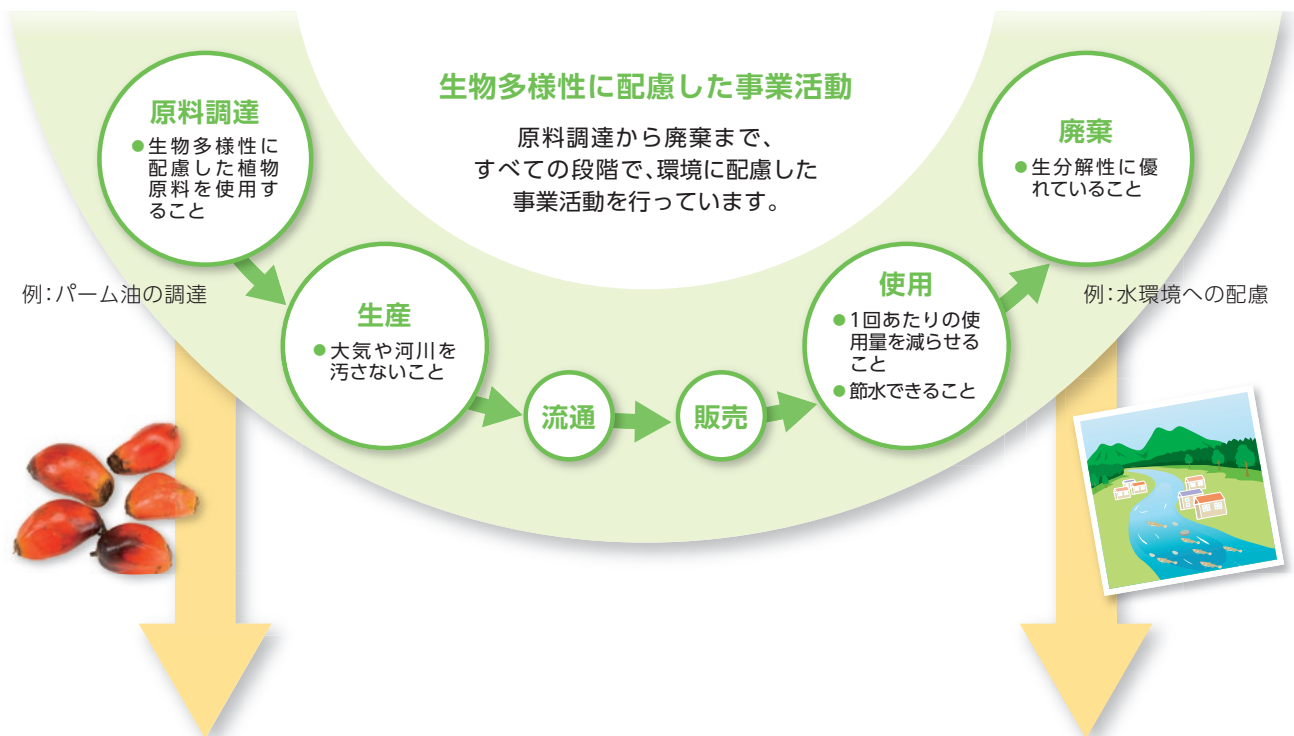 生物多様性に配慮した事業活動
原料調達から廃棄まで、
すべての段階で、環境に配慮した
事業活動を行っています。
原料調達
●生物多様性に
配慮した植物
原料を使用す
ること
例：パーム油の調達
生産
●大気や河川を
汚さないこと
流通
販売
使用
●1回あたりの使
用量を減らせる
こと
●節水できること
廃棄
●生分解性に優
れていること
例：水環境への配慮